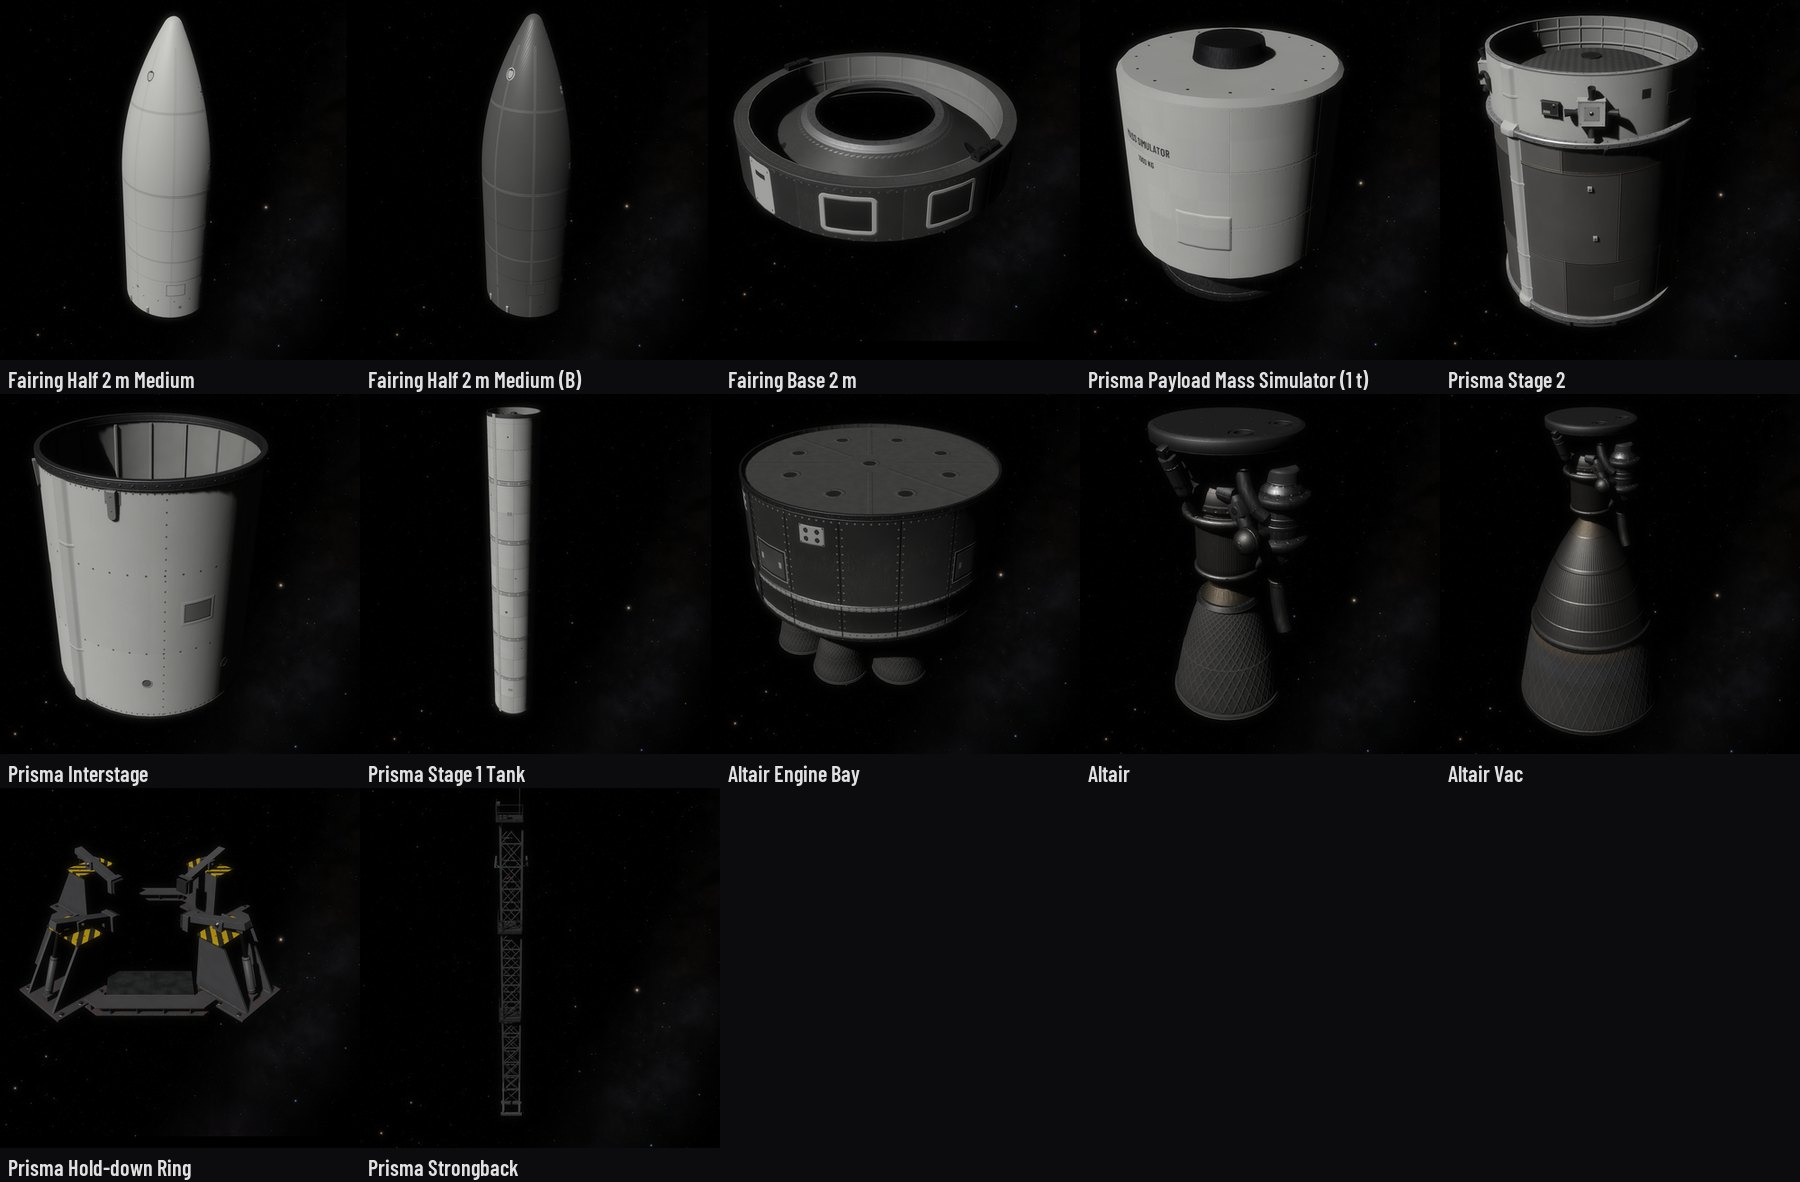 SIMULATOR
Fairing Half 2 m Medium
Fairing Half 2 m Medium (B)
Fairing Base 2 m
Prisma Payload Mass Simulator (1 t)
Prisma Stage 2
Prisma Interstage
Prisma Stage 1 Tank
Altair Engine Bay
Altair
Altair Vac
Prisma Hold-down Ring
Prisma Strongback